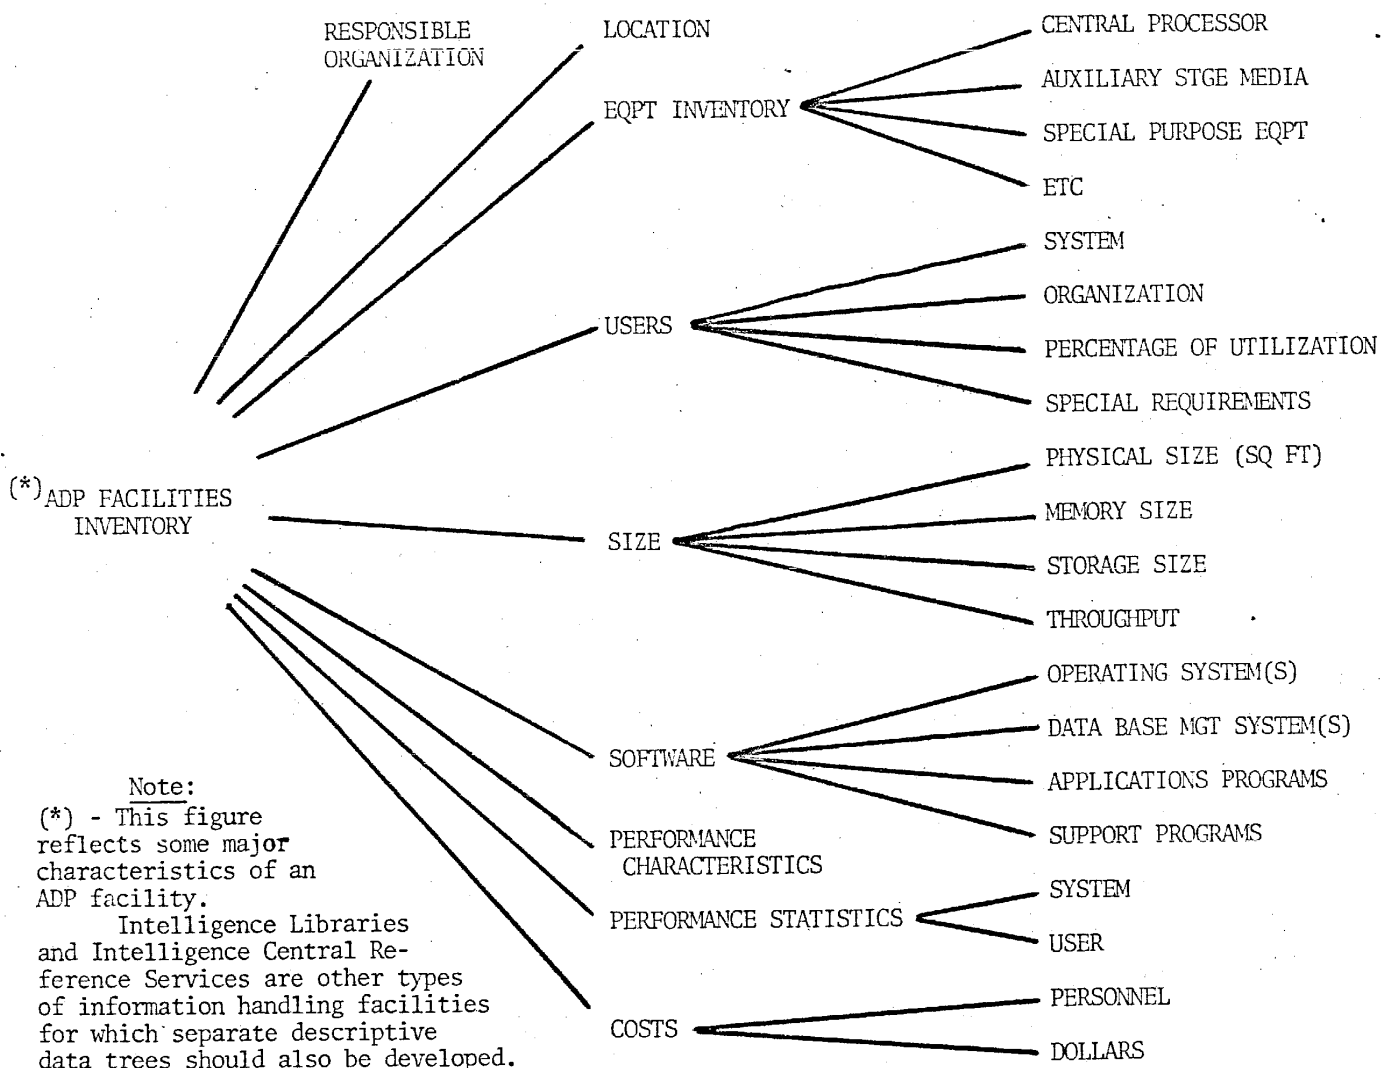 RESPONSIBLE
ORGANIZATION
LOCATION
EQPT INVENTORY
CENTRAL PROCESSOR
AUXILIARY STGE MEDIA
SPECIAL PURPOSE EQPT
ETC
USERS
SYSTEM
ORGANIZATION
PERCENTAGE OF UTILIZATION
SPECIAL REQUIREMENTS
(*) ADP FACILITIES
INVENTORY
SIZE
PHYSICAL SIZE (SQ FT)
MEMORY SIZE
STORAGE SIZE
THROUGHPUT
SOFTWARE
OPERATING SYSTEM(S)
DATA BASE MGT SYSTEM(S)
APPLICATIONS PROGRAMS
SUPPORT PROGRAMS
PERFORMANCE
CHARACTERISTICS
PERFORMANCE STATISTICS
SYSTEM
USER
COSTS
PERSONNEL
DOLLARS
Note:
(*) - This figure
reflects some major
characteristics of an
ADP facility.
Intelligence Libraries
and Intelligence Central Re-
ference Services are other types
of information handling facilities
for which separate descriptive
data trees should also be developed.